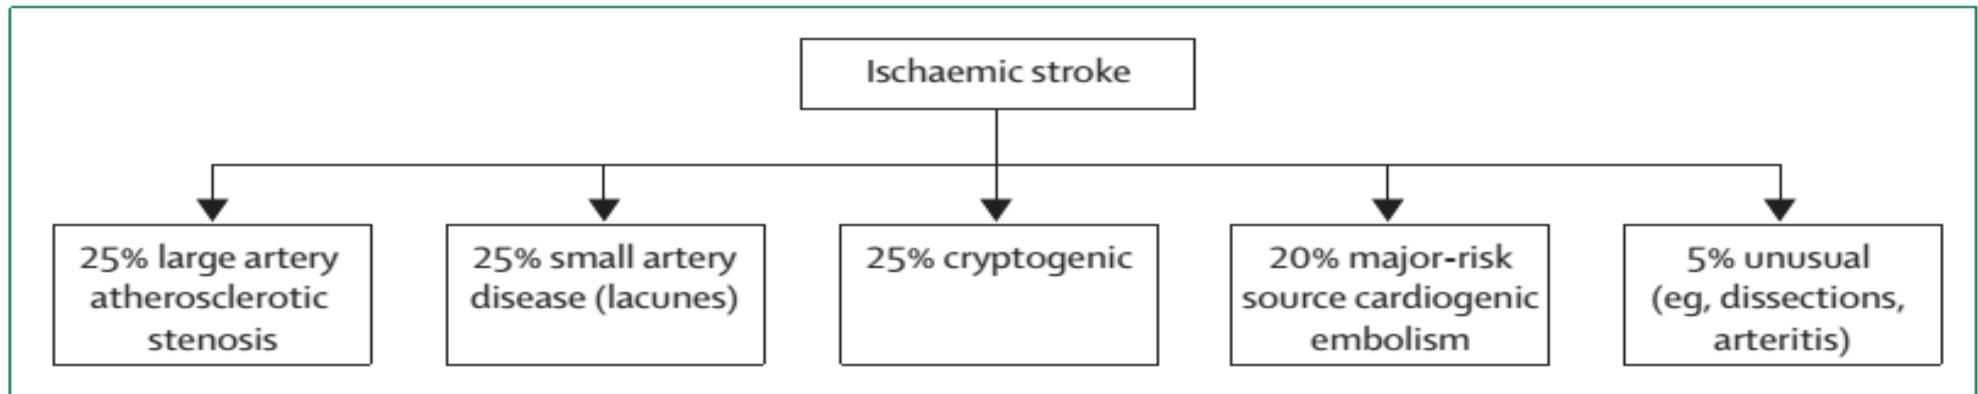 Ischaemic stroke
25% large artery
atherosclerotic
stenosis
25% small artery
disease (lacunes)
25% cryptogenic
20% major-risk
source cardiogenic
embolism
5% unusual
(eg, dissections,
arteritis)